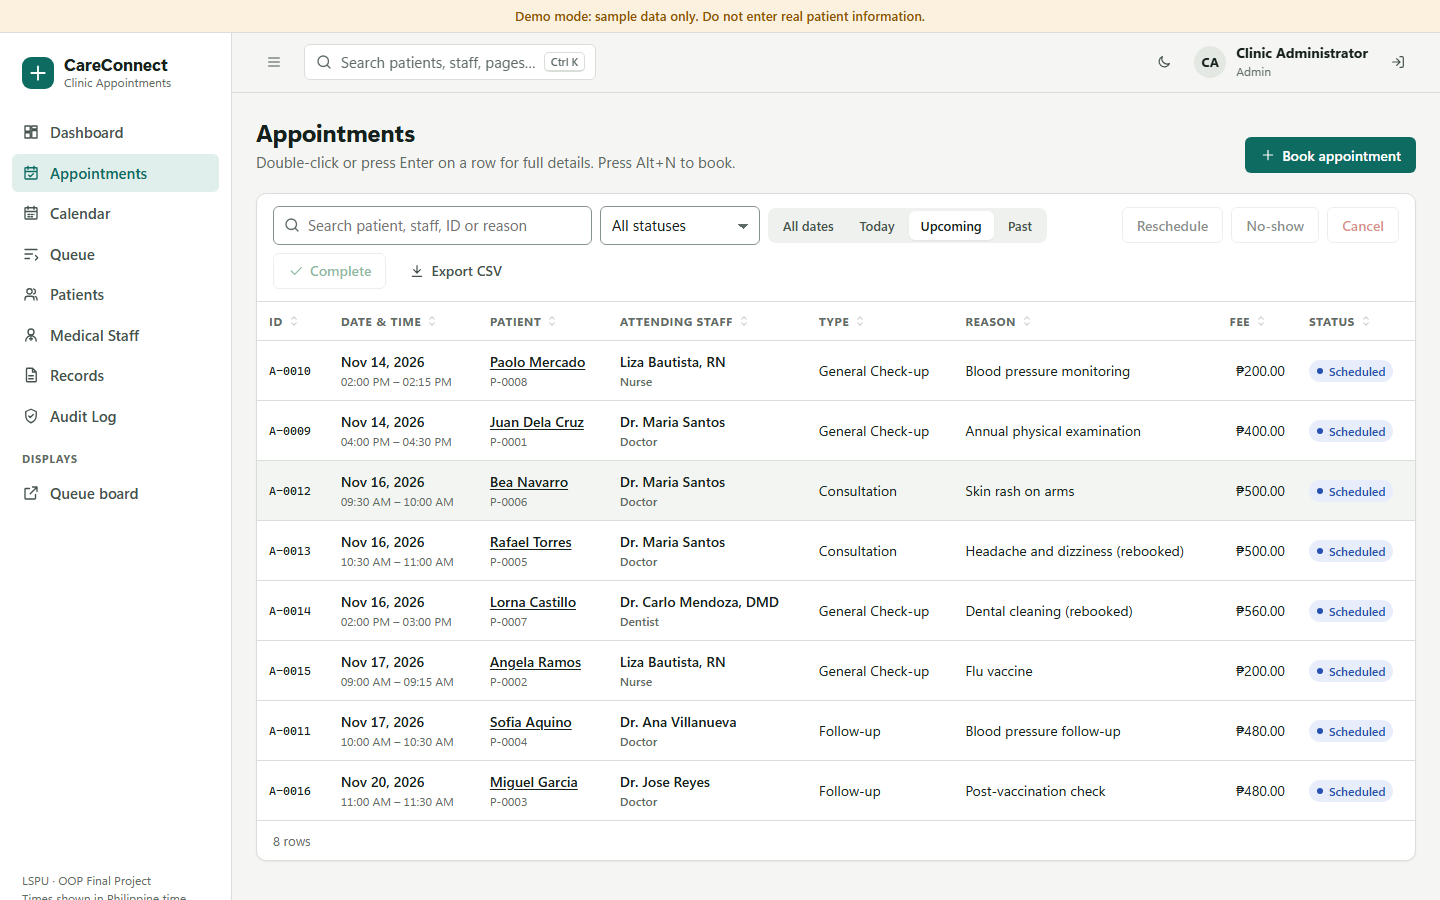 Demo mode: sample data only. Do not enter real patient information.
CareConnect
Clinic Appointments
Dashboard
Appointments
Calendar
Queue
Patients
Medical Staff
Records
Audit Log
DISPLAYS
Queue board
LSPU · OOP Final Project
Times shown in Philippine time
Search patients, staff, pages... Ctrl K
CA
Clinic Administrator
Admin
Appointments
Double-click or press Enter on a row for full details. Press Alt+N to book.
Book appointment
Search patient, staff, ID or reason
All statuses
All dates Today Upcoming Past
Reschedule No-show Cancel
Complete Export CSV
ID DATE & TIME PATIENT ATTENDING STAFF TYPE REASON FEE STATUS
A-0010 Nov 14, 2026 Paolo Mercado Liza Bautista, RN General Check-up Blood pressure monitoring ₱200.00 Scheduled
02:00 PM – 02:15 PM P-0008 Nurse
A-0009 Nov 14, 2026 Juan Dela Cruz Dr. Maria Santos General Check-up Annual physical examination ₱400.00 Scheduled
04:00 PM – 04:30 PM P-0001 Doctor
A-0012 Nov 16, 2026 Bea Navarro Dr. Maria Santos Consultation Skin rash on arms ₱500.00 Scheduled
09:30 AM – 10:00 AM P-0006 Doctor
A-0013 Nov 16, 2026 Rafael Torres Dr. Maria Santos Consultation Headache and dizziness (rebooked) ₱500.00 Scheduled
10:30 AM – 11:00 AM P-0005 Doctor
A-0014 Nov 16, 2026 Lorna Castillo Dr. Carlo Mendoza, DMD General Check-up Dental cleaning (rebooked) ₱560.00 Scheduled
02:00 PM – 03:00 PM P-0007 Dentist
A-0015 Nov 17, 2026 Angela Ramos Liza Bautista, RN General Check-up Flu vaccine ₱200.00 Scheduled
09:00 AM – 09:15 AM P-0002 Nurse
A-0011 Nov 17, 2026 Sofia Aquino Dr. Ana Villanueva Follow-up Blood pressure follow-up ₱480.00 Scheduled
10:00 AM – 10:30 AM P-0004 Doctor
A-0016 Nov 20, 2026 Miguel Garcia Dr. Jose Reyes Follow-up Post-vaccination check ₱480.00 Scheduled
11:00 AM – 11:30 AM P-0003 Doctor
8 rows